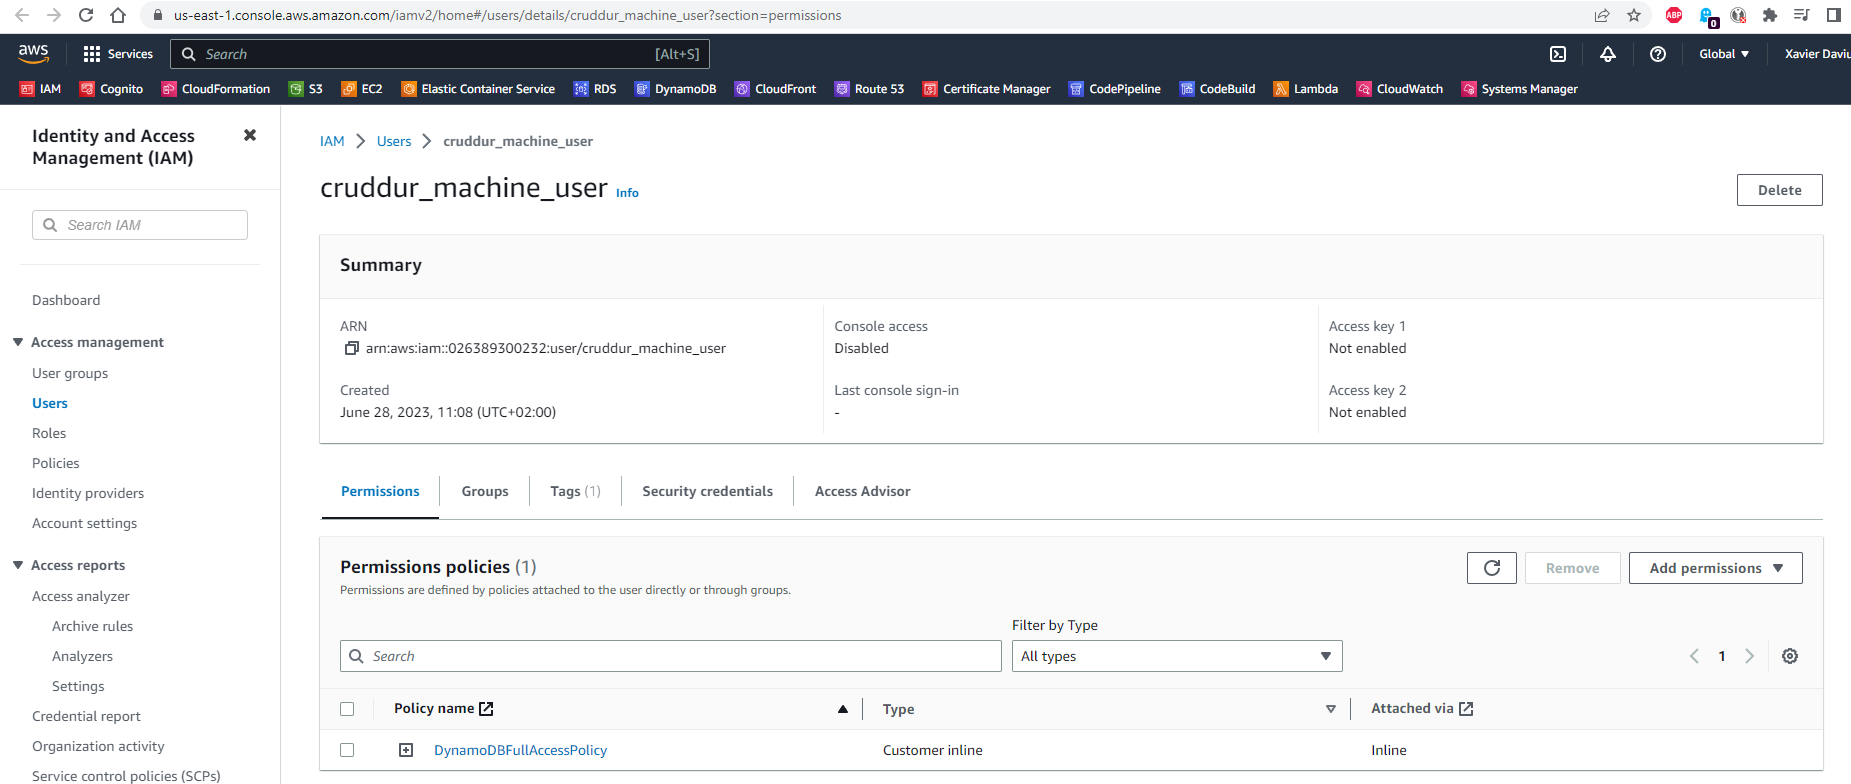 us-east-1.console.aws.amazon.com/iamv2/home#/users/details/cruddur_machine_user?section=permissions
ABP
0
aws
Services
Search
[Alt+S]
Global
Xavier Daviu
IAM
Cognito
CloudFormation
S3
EC2
Elastic Container Service
RDS
DynamoDB
CloudFront
Route 53
Certificate Manager
CodePipeline
CodeBuild
Lambda
CloudWatch
Systems Manager
Identity and Access
Management (IAM)
Search IAM
Dashboard
Access management
User groups
Users
Roles
Policies
Identity providers
Account settings
Access reports
Access analyzer
Archive rules
Analyzers
Settings
Credential report
Organization activity
Service control policies (SCPs)
IAM
Users
cruddur_machine_user
cruddur_machine_user Info
Delete
Summary
ARN
arn:aws:iam::026389300232:user/cruddur_machine_user
Created
June 28, 2023, 11:08 (UTC+02:00)
Console access
Disabled
Last console sign-in
-
Access key 1
Not enabled
Access key 2
Not enabled
Permissions
Groups
Tags (1)
Security credentials
Access Advisor
Permissions policies (1)
Permissions are defined by policies attached to the user directly or through groups.
Remove
Add permissions
Filter by Type
Search
All types
1
Policy name
Type
Attached via
DynamoDBFullAccessPolicy
Customer inline
Inline